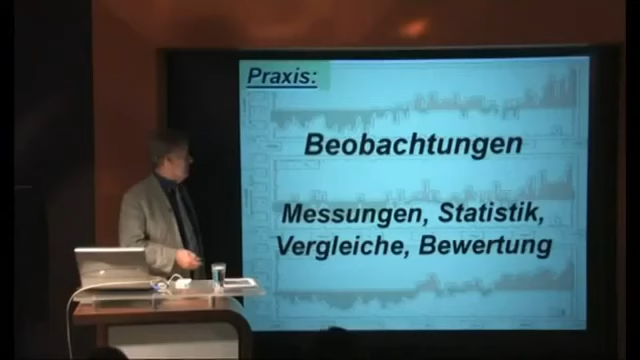 Praxis:
Beobachtungen
Messungen, Statistik,
Vergleiche, Bewertung